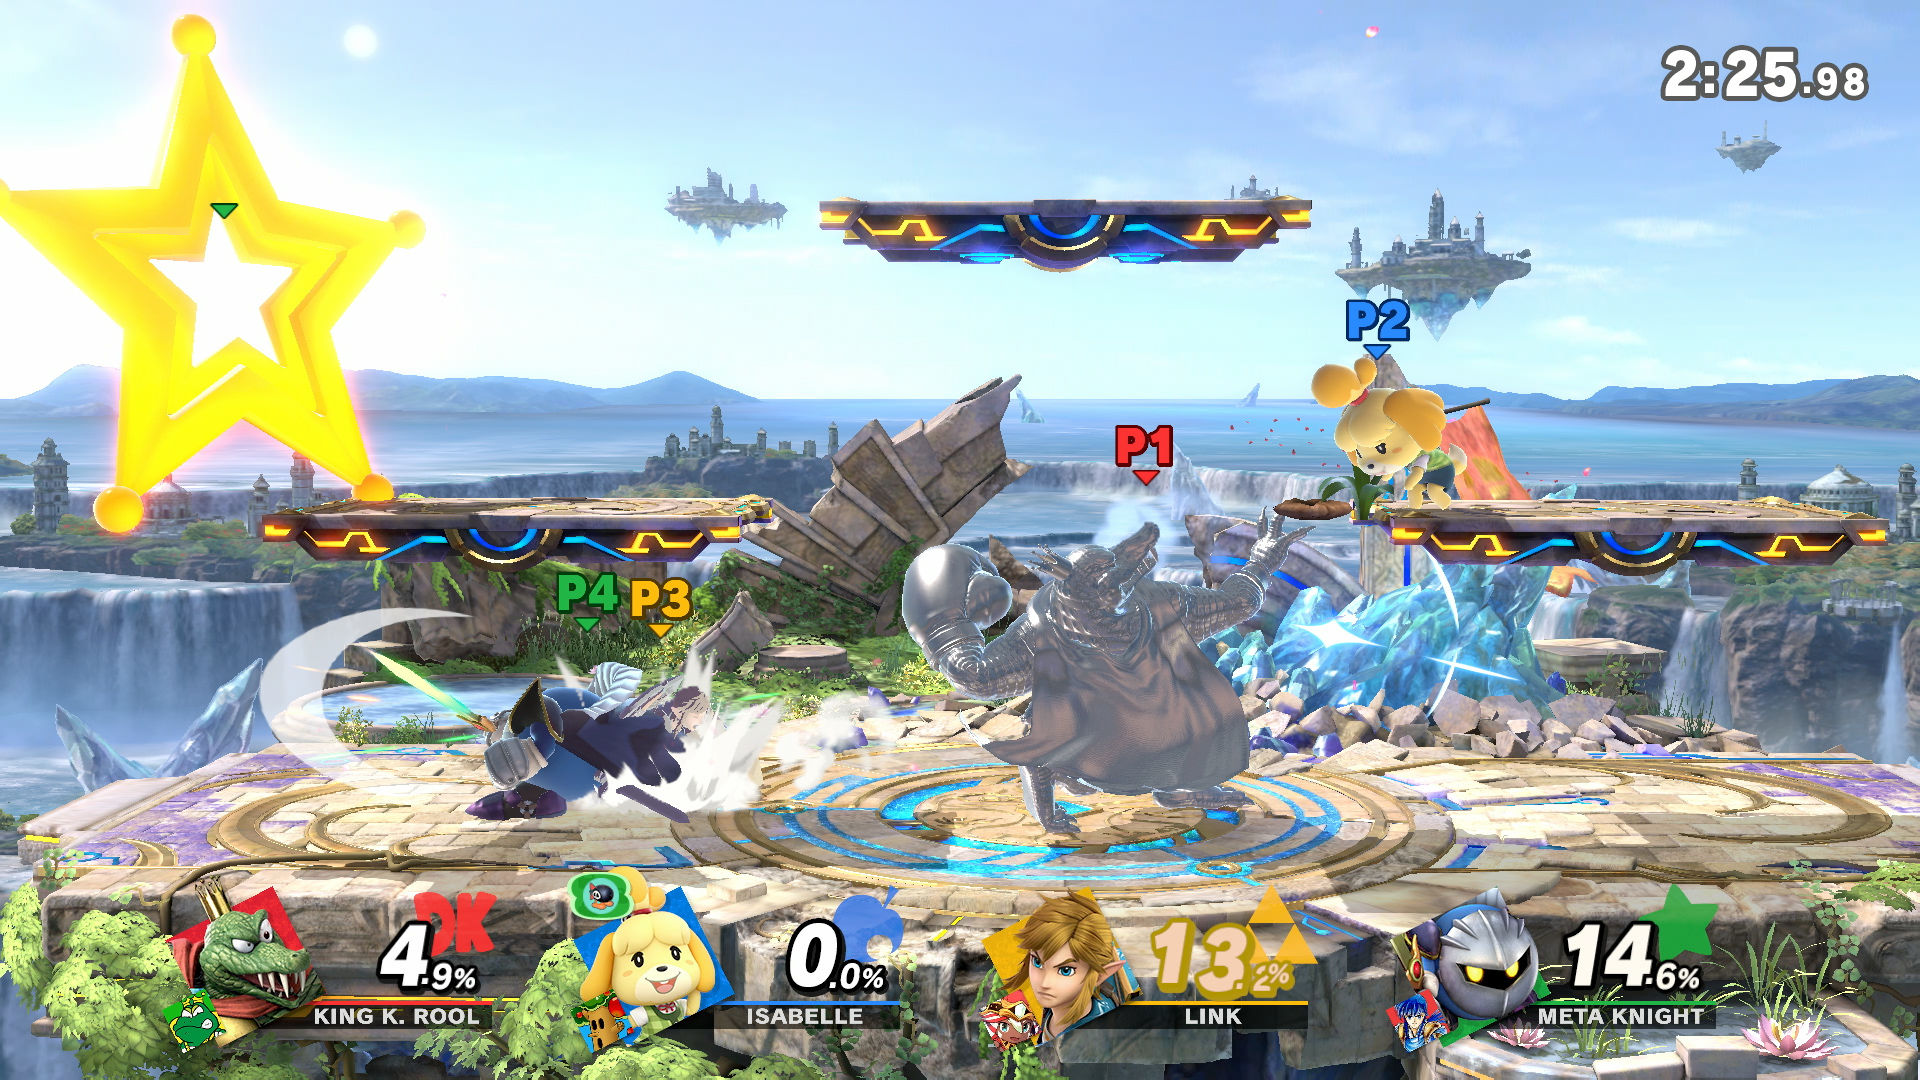 2:25.98
P2
P1
P4 P3
DK
4.9%
0.0%
13.2%
14.6%
KING K. ROOL
ISABELLE
LINK
META KNIGHT